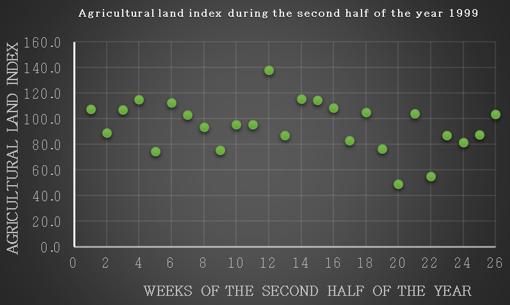 Agricultural land index during the second half of the year 1999
160.0
140.0
120.0
100.0
80.0
60.0
40.0
20.0
0.0
AGRICULTURAL LAND INDEX
0 2 4 6 8 10 12 14 16 18 20 22 24 26
WEEKS OF THE SECOND HALF OF THE YEAR